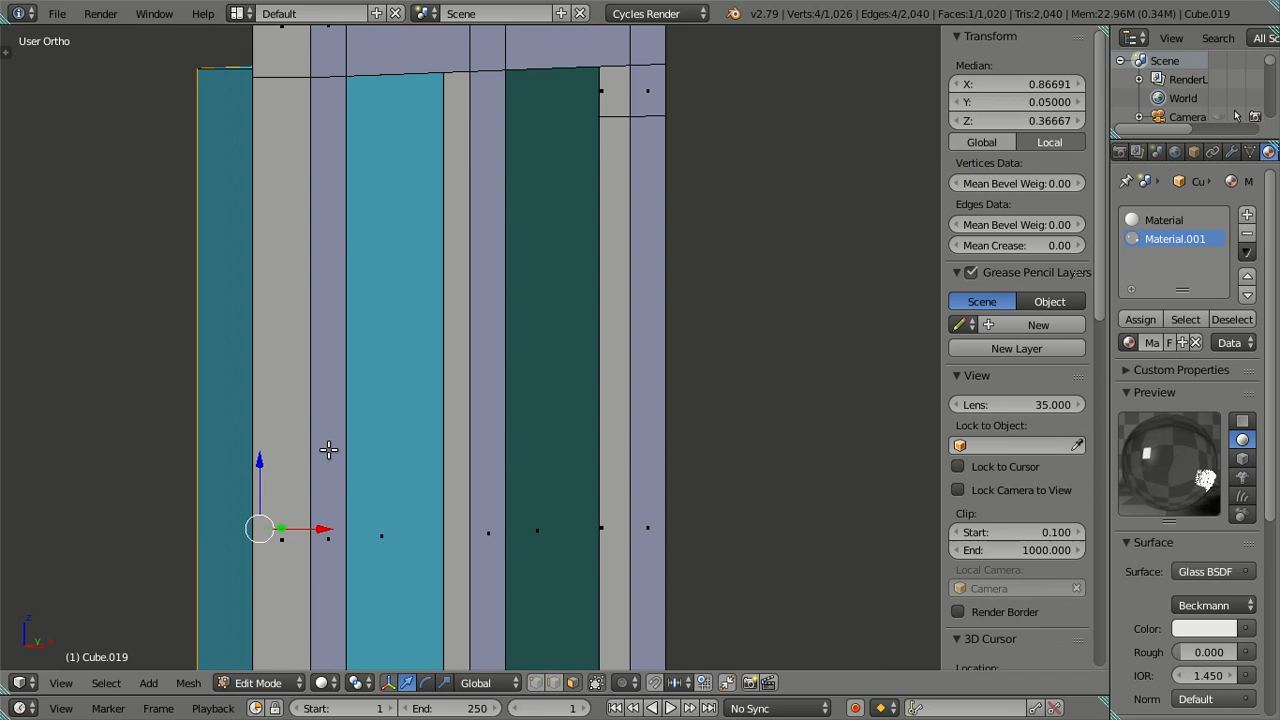 File Render Window Help Default Scene Cycles Render v2.79 | Verts:4/1,026 | Edges:4/2,040 | Faces:1/1,020 | Tris:2,040 | Mem:22.96M (0.34M) | Cube.019
User Ortho
Transform
Median:
X: 0.86691
Y: 0.05000
Z: 0.36667
Global Local
Vertices Data:
Mean Bevel Weig: 0.00
Edges Data:
Mean Bevel Weig: 0.00
Mean Crease: 0.00
Grease Pencil Layers
Scene Object
New
New Layer
View
Lens: 35.000
Lock to Object:
Lock to Cursor
Lock Camera to View
Clip:
Start: 0.100
End: 1000.000
Local Camera:
Camera
Render Border
3D Cursor
View Search All Sc
Scene
RenderL
World
Camera
Cu M
Material
Material.001
Assign Select Deselect
Ma F Data
Custom Properties
Preview
Surface
Surface: Glass BSDF
Beckmann
Color:
Rough 0.000
IOR: 1.450
Norm Default
z
y x
(1) Cube.019
View Select Add Mesh Edit Mode Global
View Marker Frame Playback Start: 1 End: 250 1 No Sync